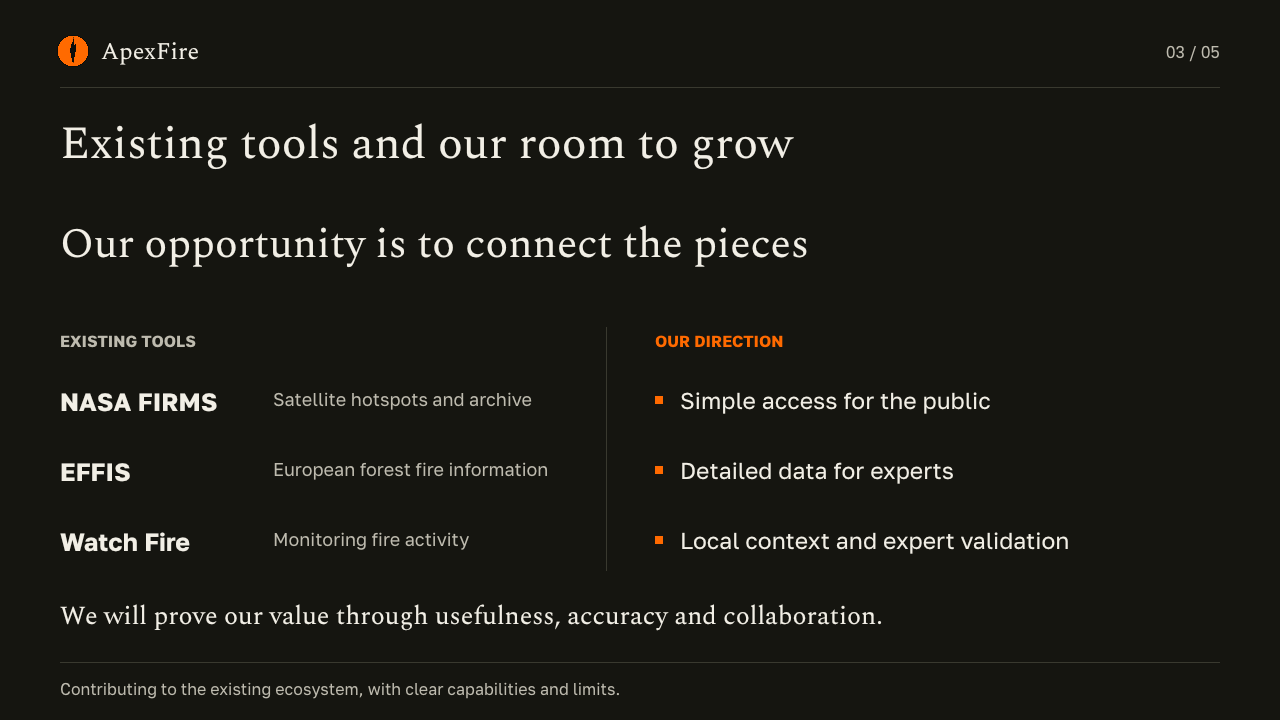 ApexFire
03 / 05
Existing tools and our room to grow
Our opportunity is to connect the pieces
EXISTING TOOLS
NASA FIRMS
Satellite hotspots and archive
EFFIS
European forest fire information
Watch Fire
Monitoring fire activity
OUR DIRECTION
Simple access for the public
Detailed data for experts
Local context and expert validation
We will prove our value through usefulness, accuracy and collaboration.
Contributing to the existing ecosystem, with clear capabilities and limits.